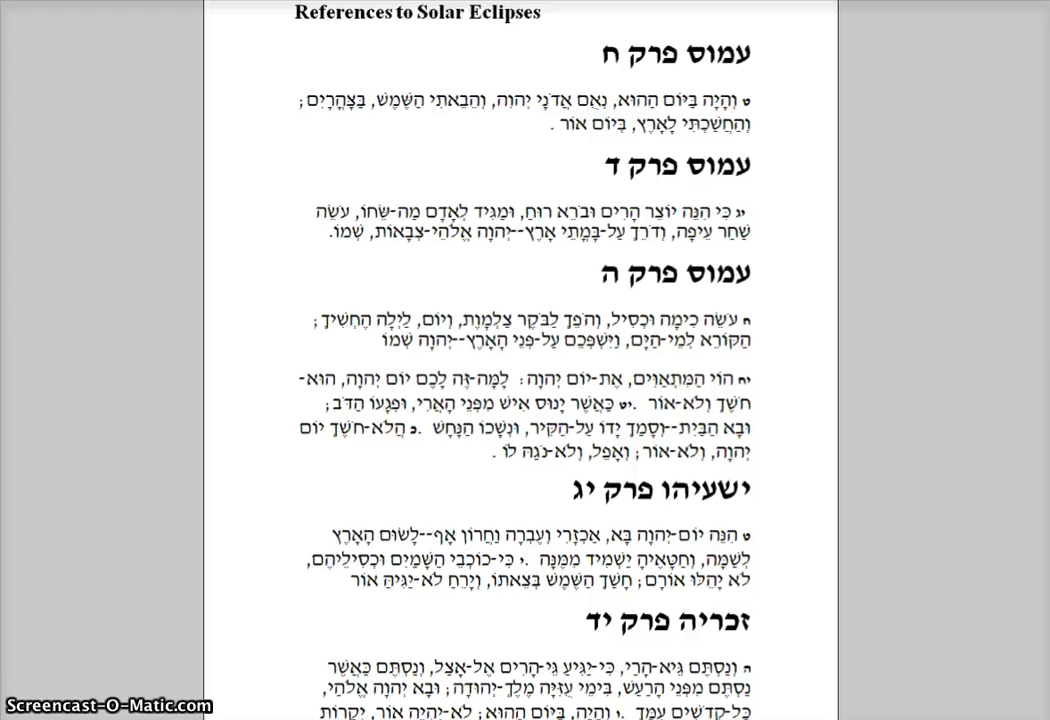 References to Solar Eclipses
עמוס פרק ח
ט וְהָיָה בַּיּוֹם הַהוּא, נְאֻם אֲדֹנָי יְהוִה, וְהֵבֵאתִי הַשֶּׁמֶשׁ, בַּצָּהֳרָיִם;
וְהַחֲשַׁכְתִּי לָאָרֶץ, בְּיוֹם אוֹר .
עמוס פרק ד
יג כִּי הִנֵּה יוֹצֵר הָרִים וּבֹרֵא רוּחַ, וּמַגִּיד לְאָדָם מַה-שֵּׂחוֹ, עֹשֵׂה
שַׁחַר עֵיפָה, וְדֹרֵךְ עַל-בָּמֳתֵי אָרֶץ--יְהוָה אֱלֹהֵי-צְבָאוֹת, שְׁמוֹ.
עמוס פרק ה
ח עֹשֵׂה כִימָה וּכְסִיל, וְהֹפֵךְ לַבֹּקֶר צַלְמָוֶת, וְיוֹם, לַיְלָה הֶחְשִׁיךְ;
הַקּוֹרֵא לְמֵי-הַיָּם, וַיִּשְׁפְּכֵם עַל-פְּנֵי הָאָרֶץ--יְהוָה שְׁמוֹ
יח הוֹי הַמִּתְאַוִּים, אֶת-יוֹם יְהוָה: לָמָּה-זֶּה לָכֶם יוֹם יְהוָה, הוּא-
חֹשֶׁךְ וְלֹא-אוֹר .יט כַּאֲשֶׁר יָנוּס אִישׁ מִפְּנֵי הָאֲרִי, וּפְגָעוֹ הַדֹּב;
וּבָא הַבַּיִת--וְסָמַךְ יָדוֹ עַל-הַקִּיר, וּנְשָׁכוֹ הַנָּחָשׁ .כ הֲלֹא-חֹשֶׁךְ יוֹם
יְהוָה, וְלֹא-אוֹר; וְאָפֵל, וְלֹא-נֹגַהּ לוֹ .
ישעיהו פרק יג
ט הִנֵּה יוֹם-יְהוָה בָּא, אַכְזָרִי וְעֶבְרָה וַחֲרוֹן אָף--לָשׂוּם הָאָרֶץ
לְשַׁמָּה, וְחַטָּאֶיהָ יַשְׁמִיד מִמֶּנָּה .י כִּי-כוֹכְבֵי הַשָּׁמַיִם וּכְסִילֵיהֶם,
לֹא יָהֵלּוּ אוֹרָם; חָשַׁךְ הַשֶּׁמֶשׁ בְּצֵאתוֹ, וְיָרֵחַ לֹא-יַגִּיהַּ אוֹר
זכריה פרק יד
ה וְנַסְתֶּם גֵּיא-הָרַי, כִּי-יַגִּיעַ גֵּי-הָרִים אֶל-אָצַל, וְנַסְתֶּם כַּאֲשֶׁר
נַסְתֶּם מִפְּנֵי הָרַעַשׁ, בִּימֵי עֻזִּיָּה מֶלֶךְ-יְהוּדָה; וּבָא יְהוָה אֱלֹהַי,
כָּל-קְדֹשִׁים עִמָּךְ .ו וְהָיָה, בַּיּוֹם הַהוּא; לֹא-יִהְיֶה אוֹר, יְקָרוֹת
Screencast-O-Matic.com